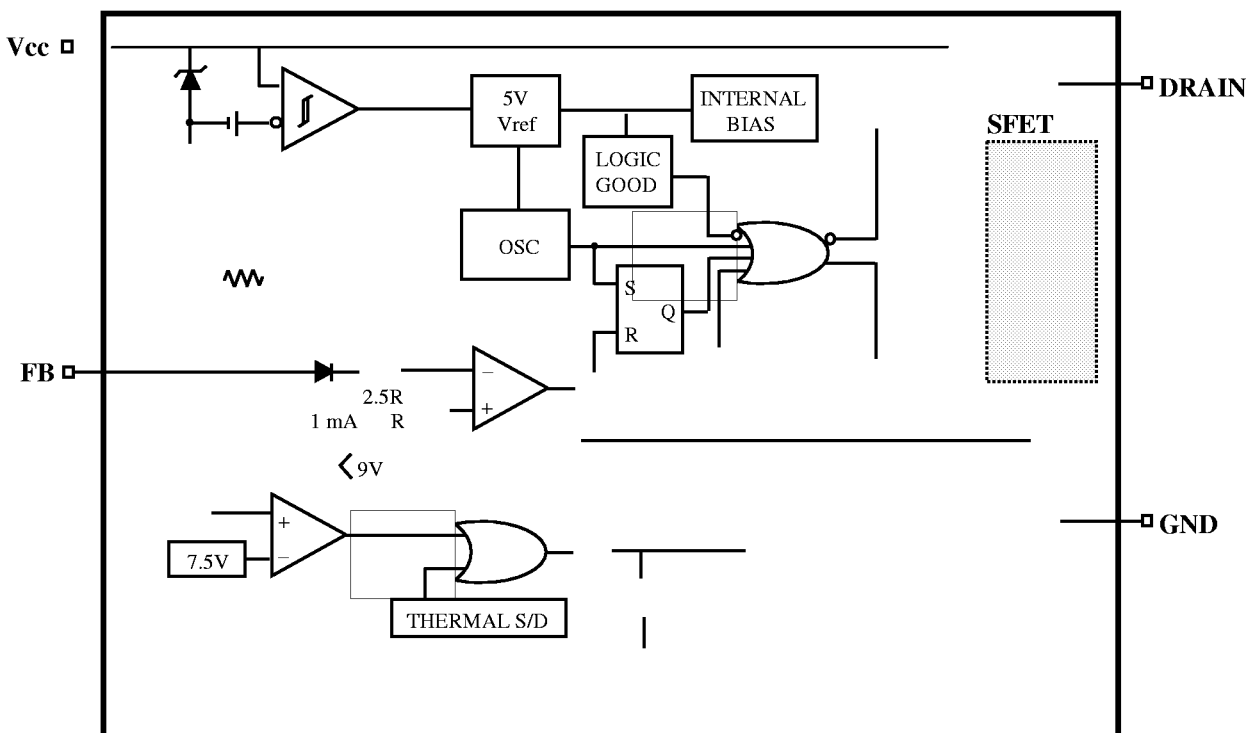 Vcc
DRAIN
5V
Vref
INTERNAL
BIAS
SFET
LOGIC
GOOD
OSC
S
Q
R
FB
−
+
2.5R
1 mA R
9V
+
−
7.5V
GND
THERMAL S/D